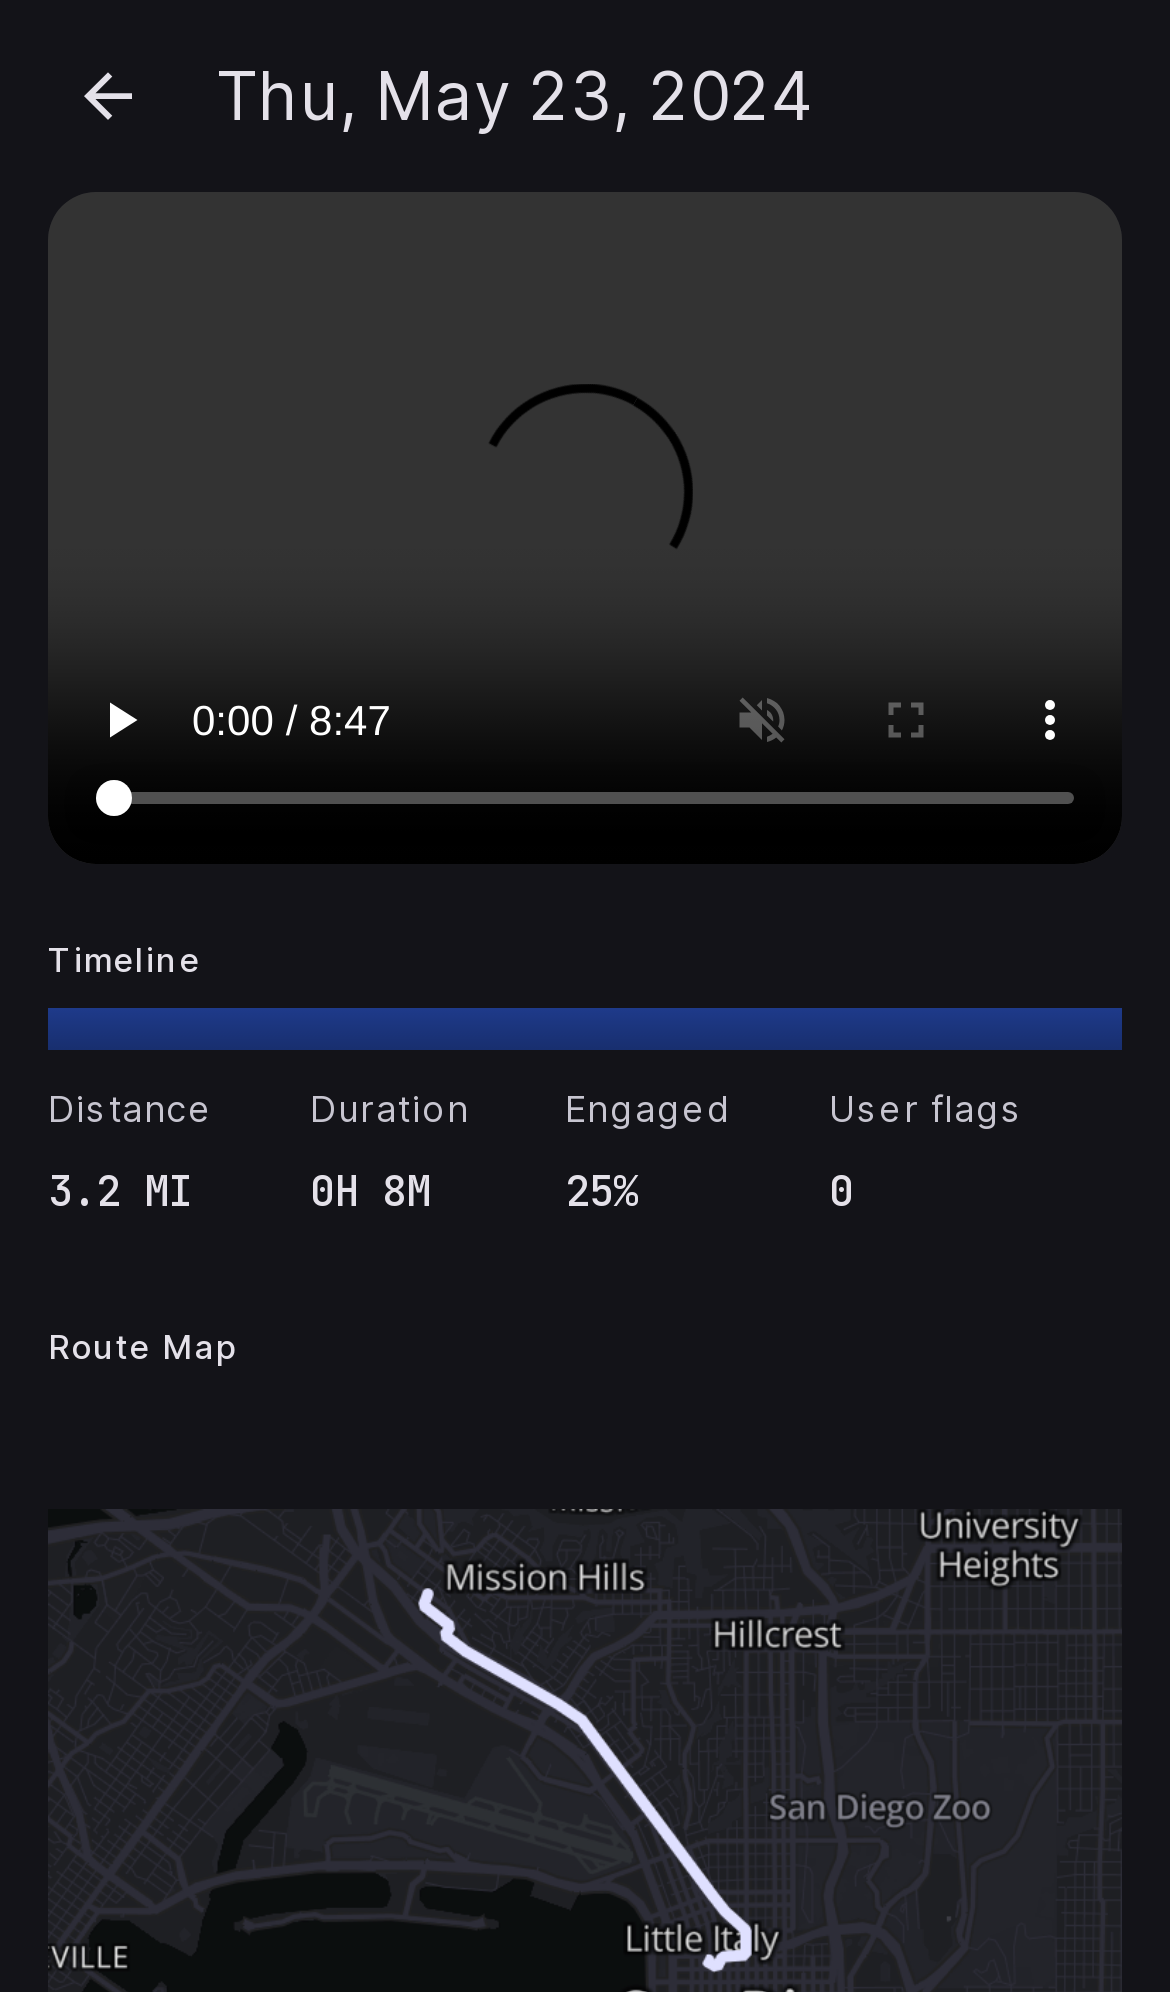 Thu, May 23, 2024
0:00 / 8:47
Timeline
Distance Duration Engaged User flags
3.2 MI 0H 8M 25% 0
Route Map
University
Heights
Mission Hills
Hillcrest
San Diego Zoo
Little Italy
VILLE